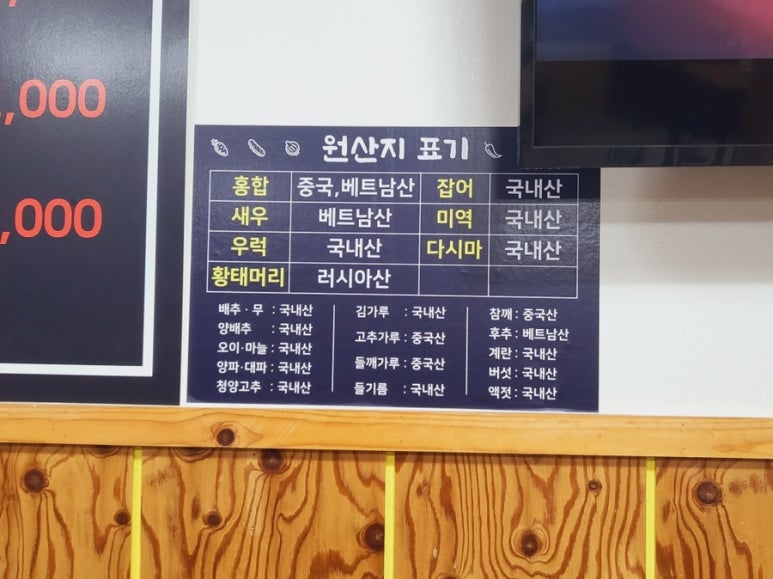 ,000
,000
원산지 표기
홍합 중국,베트남산 잡어 국내산
새우 베트남산 미역 국내산
우럭 국내산 다시마 국내산
황태머리 러시아산
배추·무 : 국내산
양배추 : 국내산
오이·마늘 : 국내산
양파·대파 : 국내산
청양고추 : 국내산
김가루 : 국내산
고추가루 : 중국산
들깨가루 : 중국산
들기름 : 국내산
참깨 : 중국산
후추 : 베트남산
계란 : 국내산
버섯 : 국내산
액젓 : 국내산